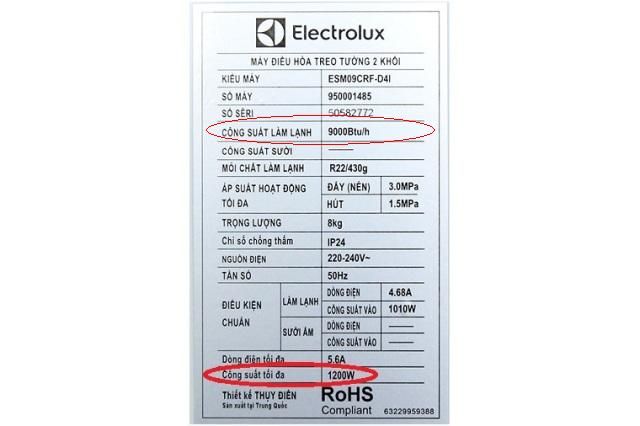 Electrolux
MÁY ĐIỀU HÒA TREO TƯỜNG 2 KHỐI
KIỂU MÁY ESM09CRF-D4I
SỐ MÁY 950001485
SỐ SÊRI 50582772
CÔNG SUẤT LÀM LẠNH 9000Btu/h
CÔNG SUẤT SƯỞI ——
MÔI CHẤT LÀM LẠNH R22/430g
ÁP SUẤT HOẠT ĐỘNG ĐẨY (NÉN) 3.0MPa
TỐI ĐA HÚT 1.5MPa
TRỌNG LƯỢNG 8kg
Chỉ số chống thấm IP24
NGUỒN ĐIỆN 220-240V~
TẦN SỐ 50Hz
ĐIỀU KIỆN CHUẨN LÀM LẠNH DÒNG ĐIỆN 4.68A
CÔNG SUẤT VÀO 1010W
SƯỞI ẤM DÒNG ĐIỆN ——
CÔNG SUẤT VÀO ——
Dòng điện tối đa 5.6A
Công suất tối đa 1200W
Thiết kế THỤY ĐIỂN RoHS
Sản xuất tại Trung Quốc Compliant 63229959388